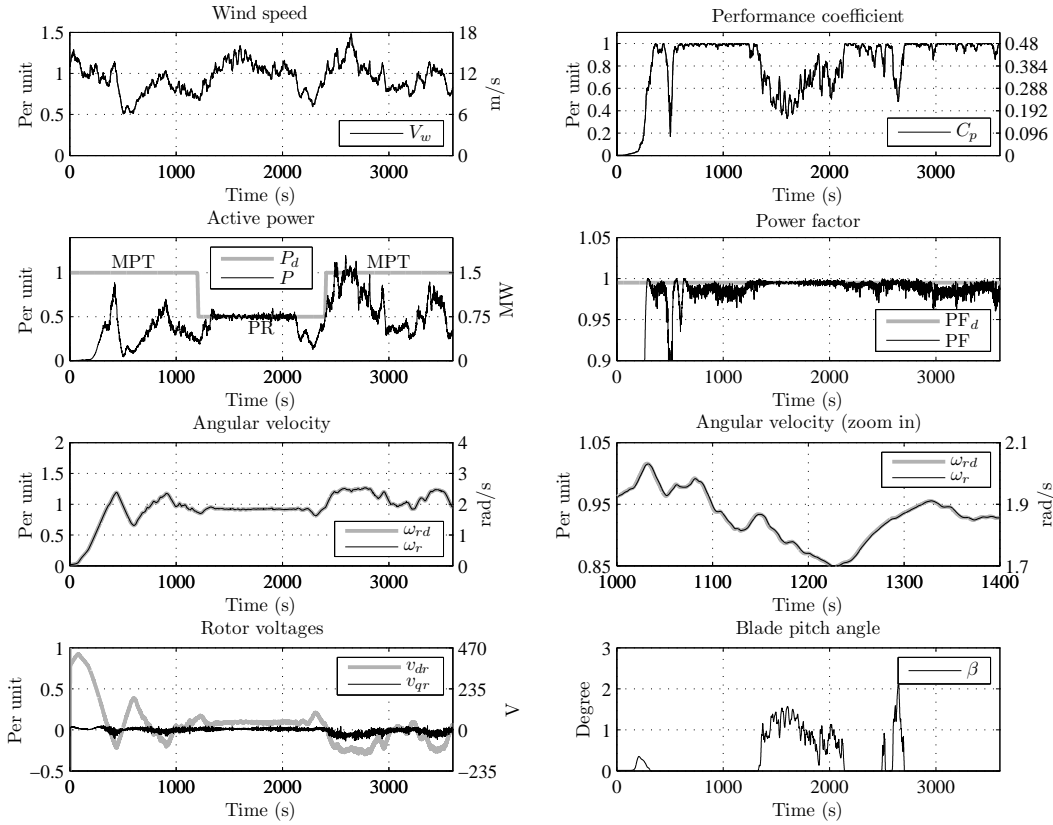 Wind speed
1.5
1
0.5
0
Per unit
18
12
6
0
m/s
V_w
0 1000 2000 3000
Time (s)
Performance coefficient
1
0.8
0.6
0.4
0.2
0
Per unit
0.48
0.384
0.288
0.192
0.096
0
C_p
0 1000 2000 3000
Time (s)
Active power
1
0.5
0
Per unit
1.5
0.75
0
MW
MPT
P_d
P
MPT
PR
0 1000 2000 3000
Time (s)
Power factor
1.05
1
0.95
0.9
Per unit
PF_d
PF
0 1000 2000 3000
Time (s)
Angular velocity
2
1.5
1
0.5
0
Per unit
4
3
2
1
0
rad/s
ω_rd
ω_r
0 1000 2000 3000
Time (s)
Angular velocity (zoom in)
1.05
0.95
0.85
Per unit
2.1
1.9
1.7
rad/s
ω_rd
ω_r
1000 1100 1200 1300 1400
Time (s)
Rotor voltages
1
0.5
0
−0.5
Per unit
470
235
0
−235
V
v_dr
v_qr
0 1000 2000 3000
Time (s)
Blade pitch angle
3
2
1
0
Degree
β
0 1000 2000 3000
Time (s)